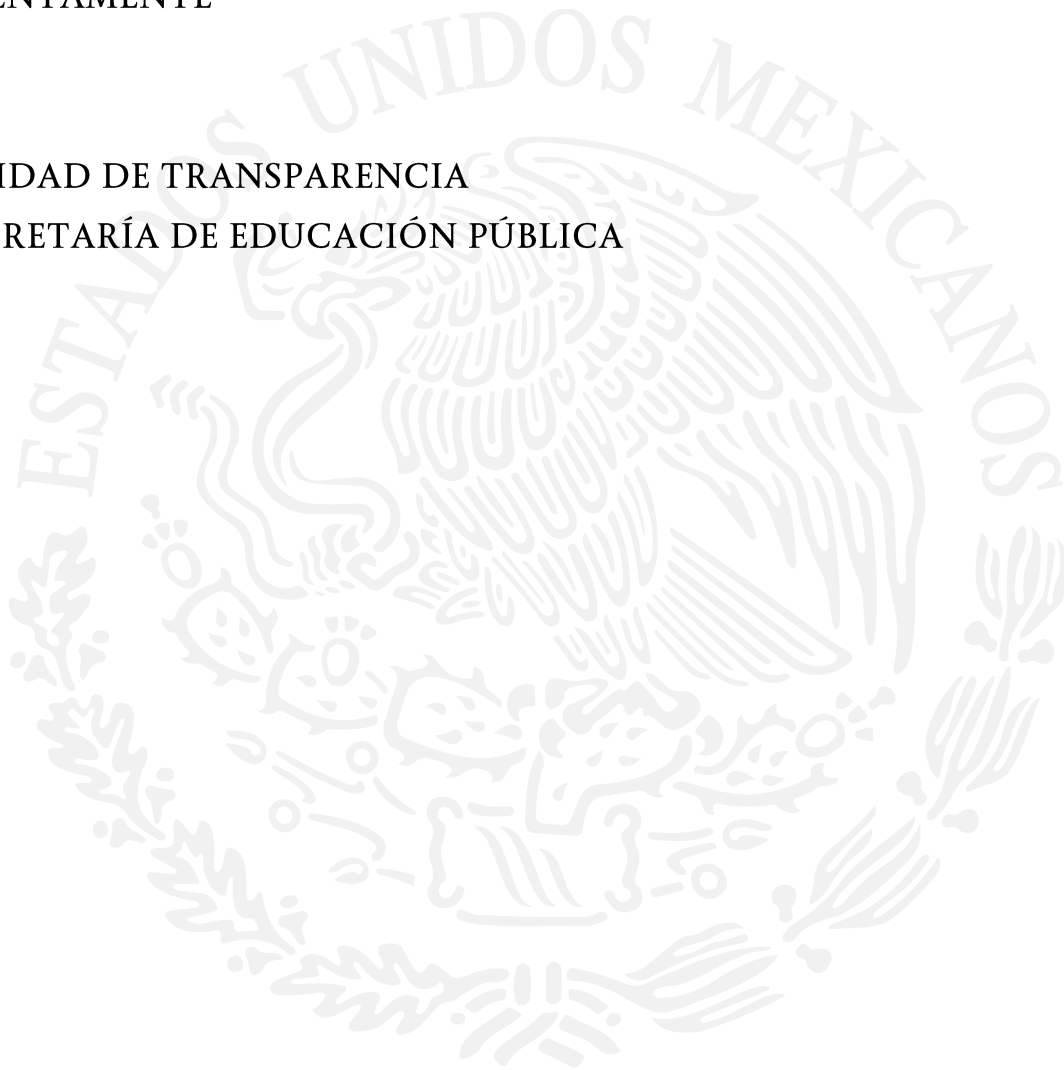 ENTAMENTE
IDAD DE TRANSPARENCIA
RETARÍA DE EDUCACIÓN PÚBLICA
ESTADOS UNIDOS MEXICANOS